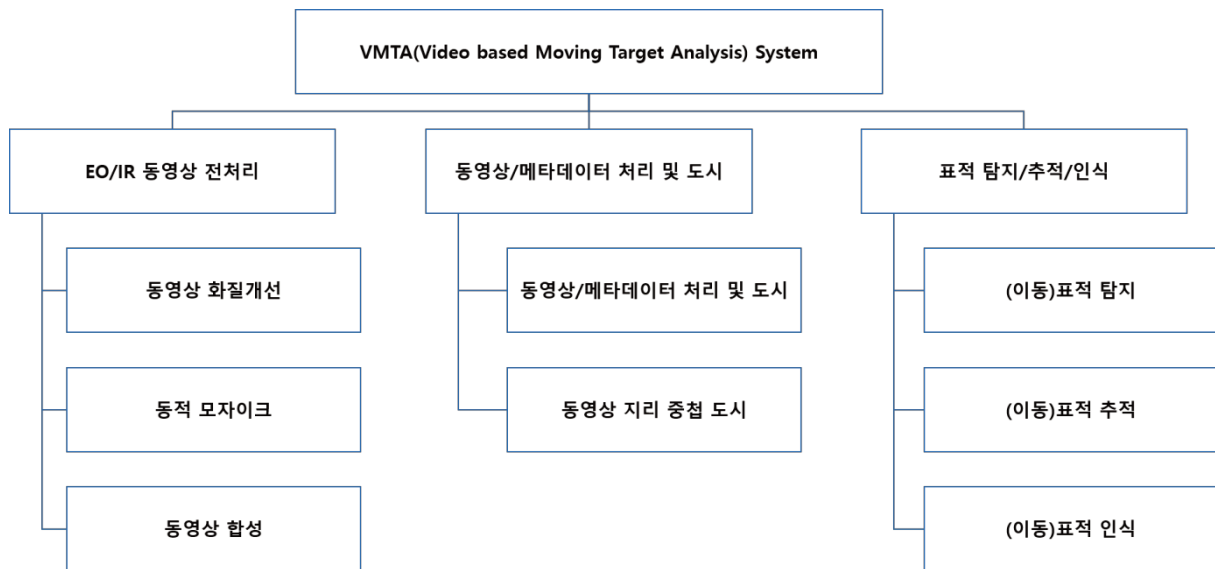 VMTA(Video based Moving Target Analysis) System
EO/IR 동영상 전처리
동영상/메타데이터 처리 및 도시
표적 탐지/추적/인식
동영상 화질개선
동영상/메타데이터 처리 및 도시
(이동)표적 탐지
동적 모자이크
동영상 지리 중첩 도시
(이동)표적 추적
동영상 합성
(이동)표적 인식